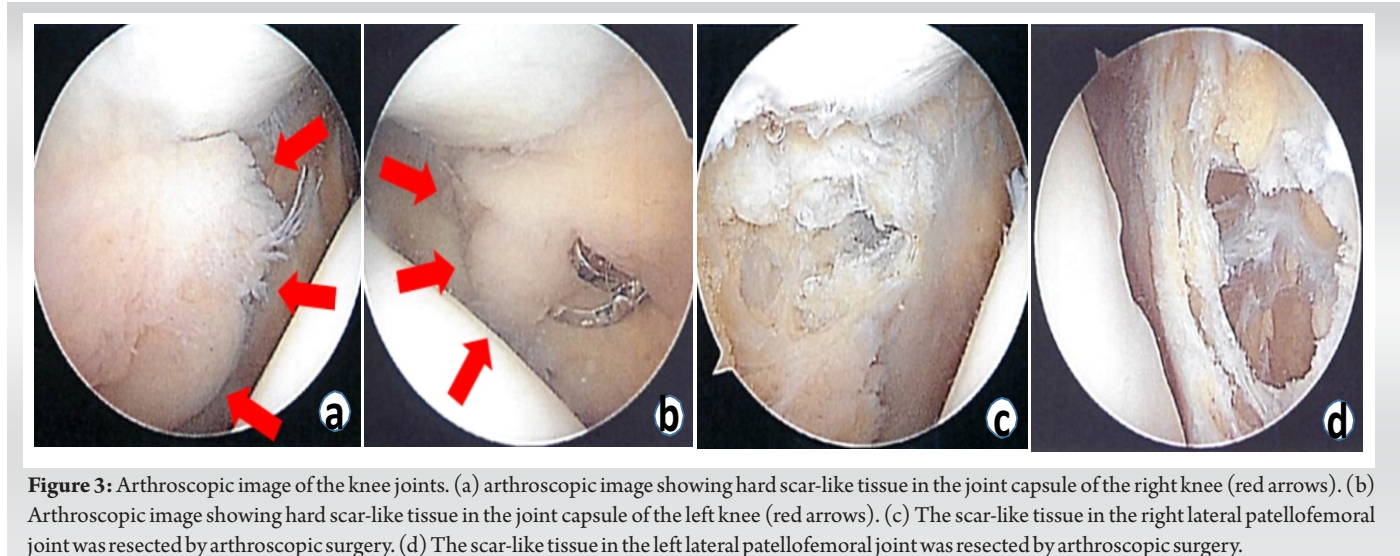 a
b
c
d
Figure 3: Arthroscopic image of the knee joints. (a) arthroscopic image showing hard scar-like tissue in the joint capsule of the right knee (red arrows). (b)
Arthroscopic image showing hard scar-like tissue in the joint capsule of the left knee (red arrows). (c) The scar-like tissue in the right lateral patellofemoral
joint was resected by arthroscopic surgery. (d) The scar-like tissue in the left lateral patellofemoral joint was resected by arthroscopic surgery.